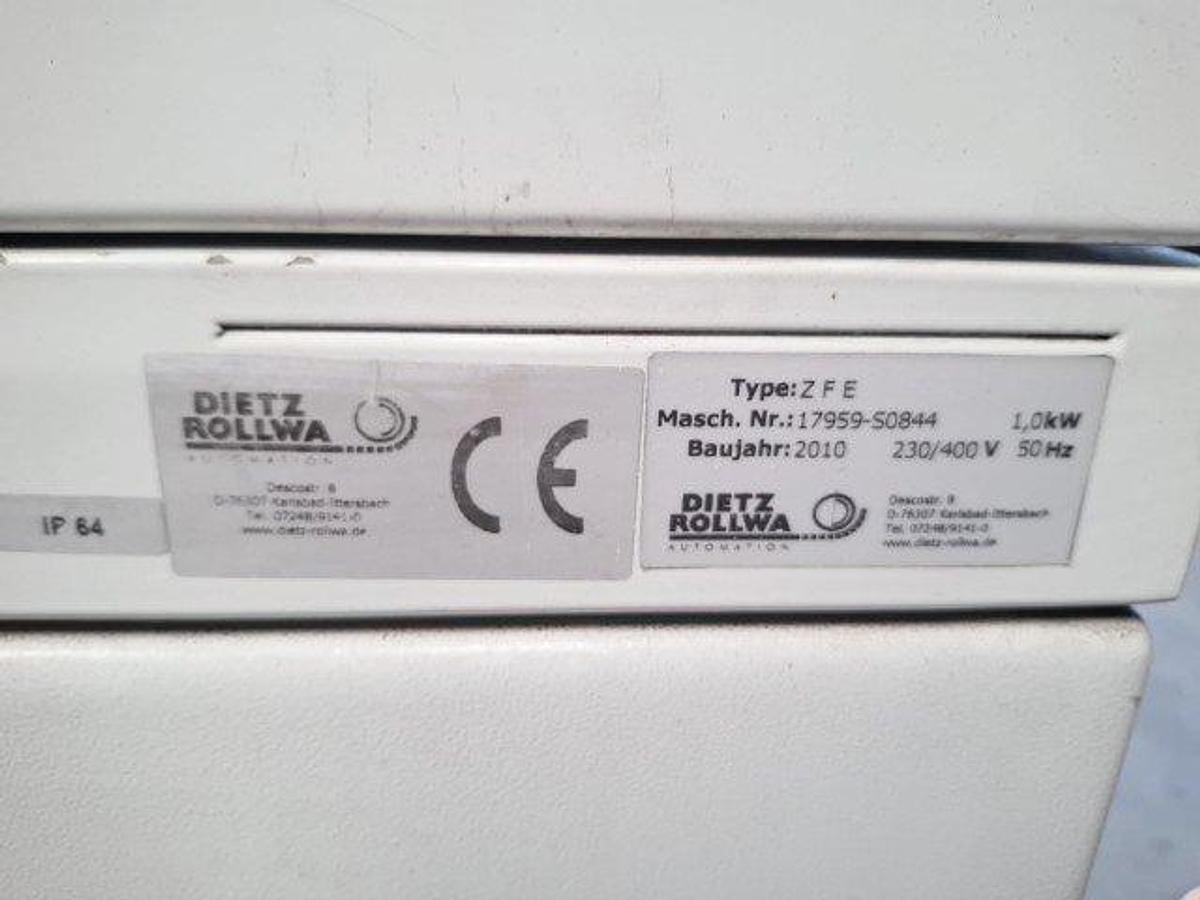 IP 64
DIETZ
ROLLWA
AUTOMATION
Descostr. 8
D-76307 Karlsbad-Ittersbach
Tel. 07248/9141-0
www.dietz-rollwa.de
CE
Type: Z F E
Masch. Nr.: 17959-S0844 1,0kW
Baujahr: 2010 230/400 V 50 Hz
DIETZ
ROLLWA
AUTOMATION
Descostr. 8
D-76307 Karlsbad-Ittersbach
Tel. 07248/9141-0
www.dietz-rollwa.de